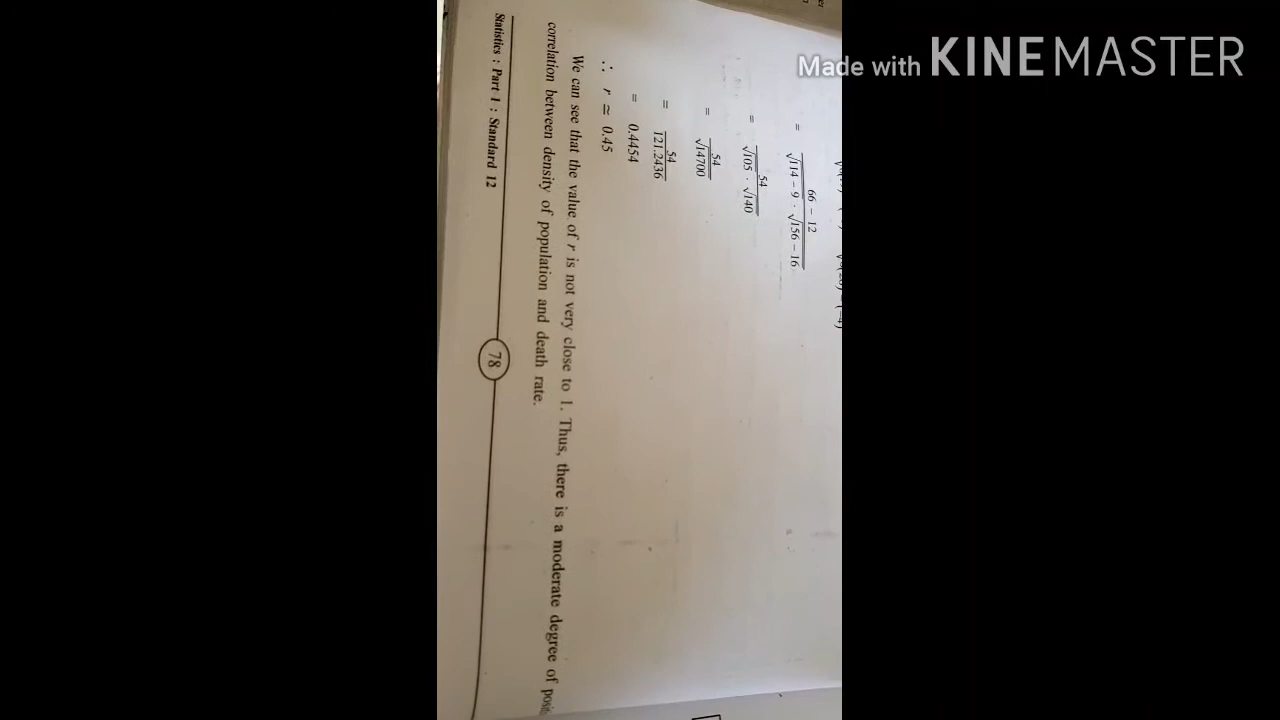 Made with KINEMASTER
= 66 – 12 / √114 – 9 · √156 – 16
= 54 / √105 · √140
= 54 / √14700
= 54 / 121.2436
= 0.4454
∴ r ≃ 0.45
We can see that the value of r is not very close to 1. Thus, there is a moderate degree of
correlation between density of population and death rate.
Statistics : Part 1 : Standard 12
78